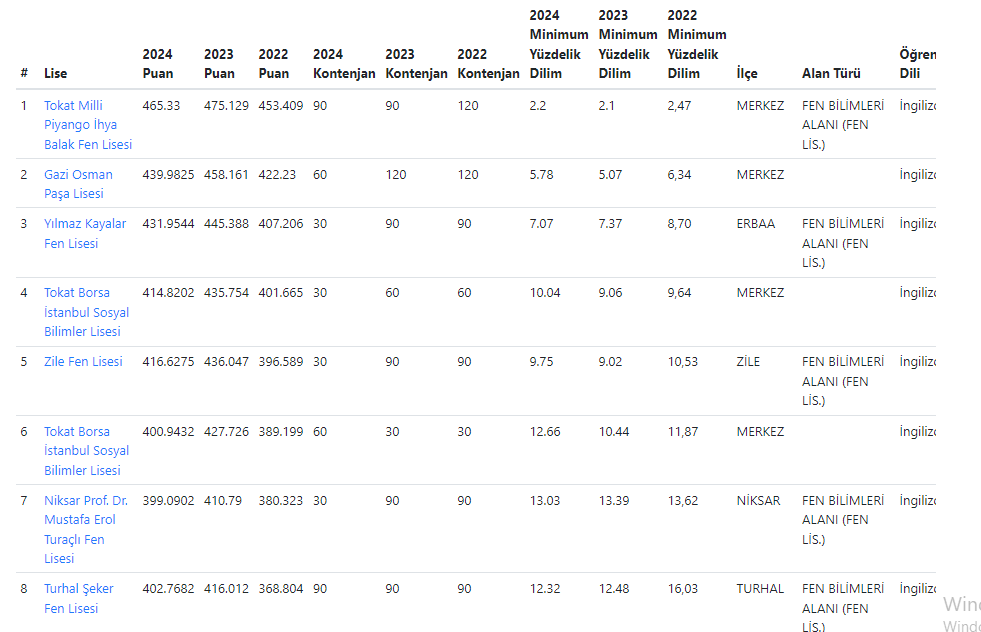 # Lise 2024 Puan 2023 Puan 2022 Puan 2024 Kontenjan 2023 Kontenjan 2022 Kontenjan 2024 Minimum Yüzdelik Dilim 2023 Minimum Yüzdelik Dilim 2022 Minimum Yüzdelik Dilim İlçe Alan Türü Öğren Dili
1 Tokat Milli Piyango İhya Balak Fen Lisesi 465.33 475.129 453.409 90 90 120 2.2 2.1 2,47 MERKEZ FEN BİLİMLERİ ALANI (FEN LİS.) İngiliz
2 Gazi Osman Paşa Lisesi 439.9825 458.161 422.23 60 120 120 5.78 5.07 6,34 MERKEZ İngiliz
3 Yılmaz Kayalar Fen Lisesi 431.9544 445.388 407.206 30 90 90 7.07 7.37 8,70 ERBAA FEN BİLİMLERİ ALANI (FEN LİS.) İngiliz
4 Tokat Borsa İstanbul Sosyal Bilimler Lisesi 414.8202 435.754 401.665 30 60 60 10.04 9.06 9,64 MERKEZ İngiliz
5 Zile Fen Lisesi 416.6275 436.047 396.589 30 90 90 9.75 9.02 10,53 ZİLE FEN BİLİMLERİ ALANI (FEN LİS.) İngiliz
6 Tokat Borsa İstanbul Sosyal Bilimler Lisesi 400.9432 427.726 389.199 60 30 30 12.66 10.44 11,87 MERKEZ İngiliz
7 Niksar Prof. Dr. Mustafa Erol Turaçlı Fen Lisesi 399.0902 410.79 380.323 30 90 90 13.03 13.39 13,62 NİKSAR FEN BİLİMLERİ ALANI (FEN LİS.) İngiliz
8 Turhal Şeker Fen Lisesi 402.7682 416.012 368.804 90 90 90 12.32 12.48 16,03 TURHAL FEN BİLİMLERİ ALANI (FEN LİS.) İngiliz
Wind
Windo